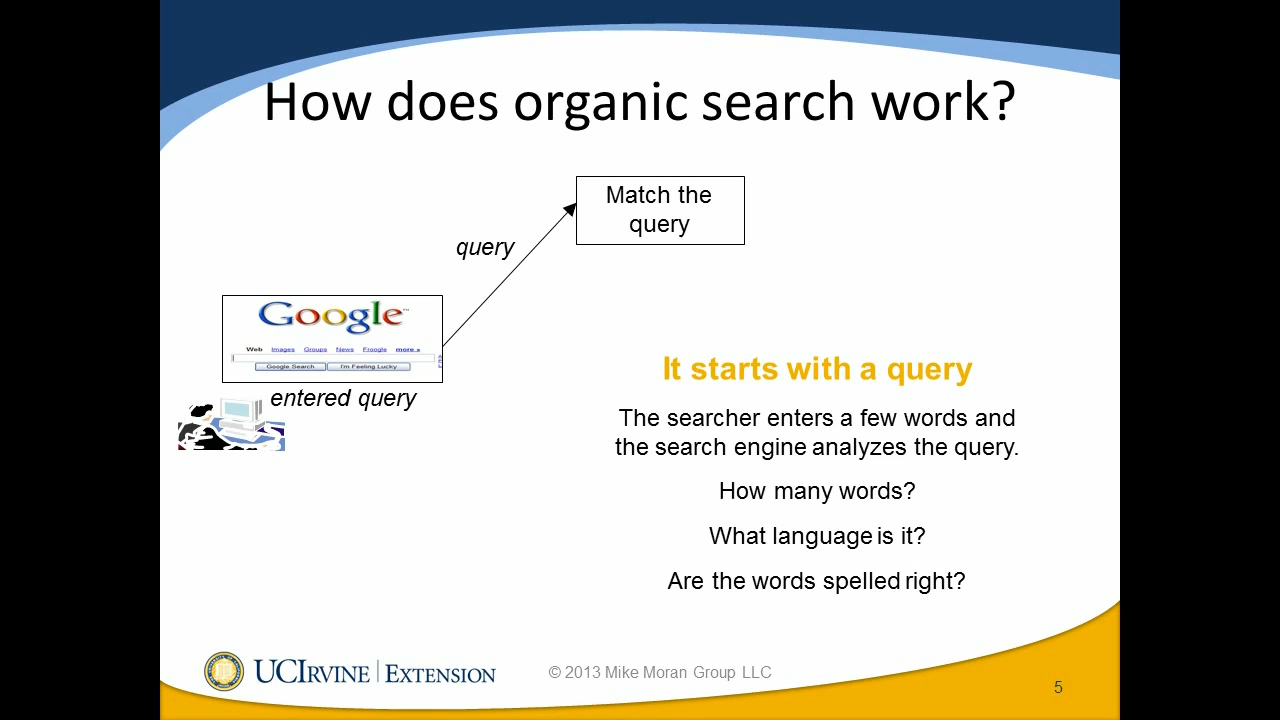 How does organic search work?
Match the
query
query
Google
Web Images Groups News Froogle more »
Google Search I'm Feeling Lucky
entered query
It starts with a query
The searcher enters a few words and
the search engine analyzes the query.
How many words?
What language is it?
Are the words spelled right?
UCIRVINE | EXTENSION
© 2013 Mike Moran Group LLC
5